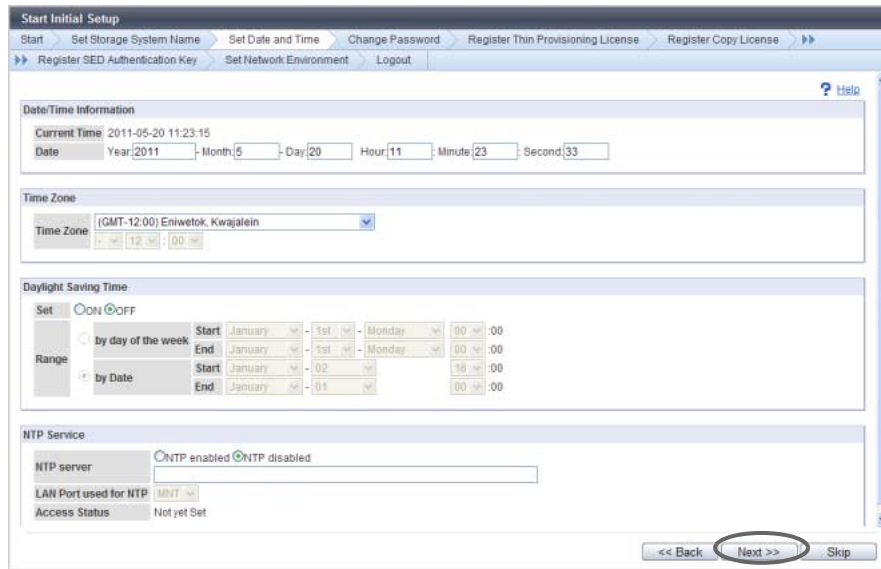 Start Initial Setup
Start Set Storage System Name Set Date and Time Change Password Register Thin Provisioning License Register Copy License
Register SED Authentication Key Set Network Environment Logout
? Help
Date/Time Information
Current Time 2011-05-20 11:23:15
Date Year:2011 - Month:5 - Day:20 Hour:11 : Minute:23 : Second:33
Time Zone
Time Zone (GMT-12:00) Eniwetok, Kwajalein
- 12 : 00
Daylight Saving Time
Set ON OFF
Range by day of the week Start January - 1st - Monday 00 :00
End January - 1st - Monday 00 :00
by Date Start January - 02 18 :00
End January - 01 00 :00
NTP Service
NTP server NTP enabled NTP disabled
LAN Port used for NTP MNT
Access Status Not yet Set
<< Back Next >> Skip